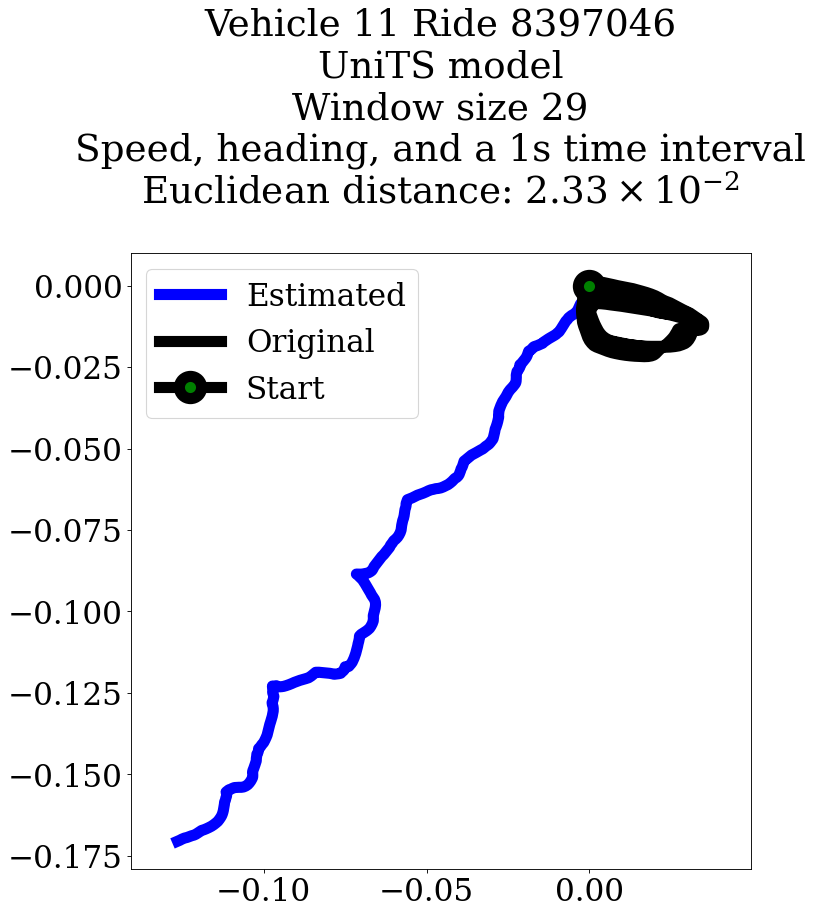 Vehicle 11 Ride 8397046
UniTS model
Window size 29
Speed, heading, and a 1s time interval
Euclidean distance: 2.33 × 10⁻²
Estimated
Original
Start
0.000
−0.025
−0.050
−0.075
−0.100
−0.125
−0.150
−0.175
−0.10
−0.05
0.00